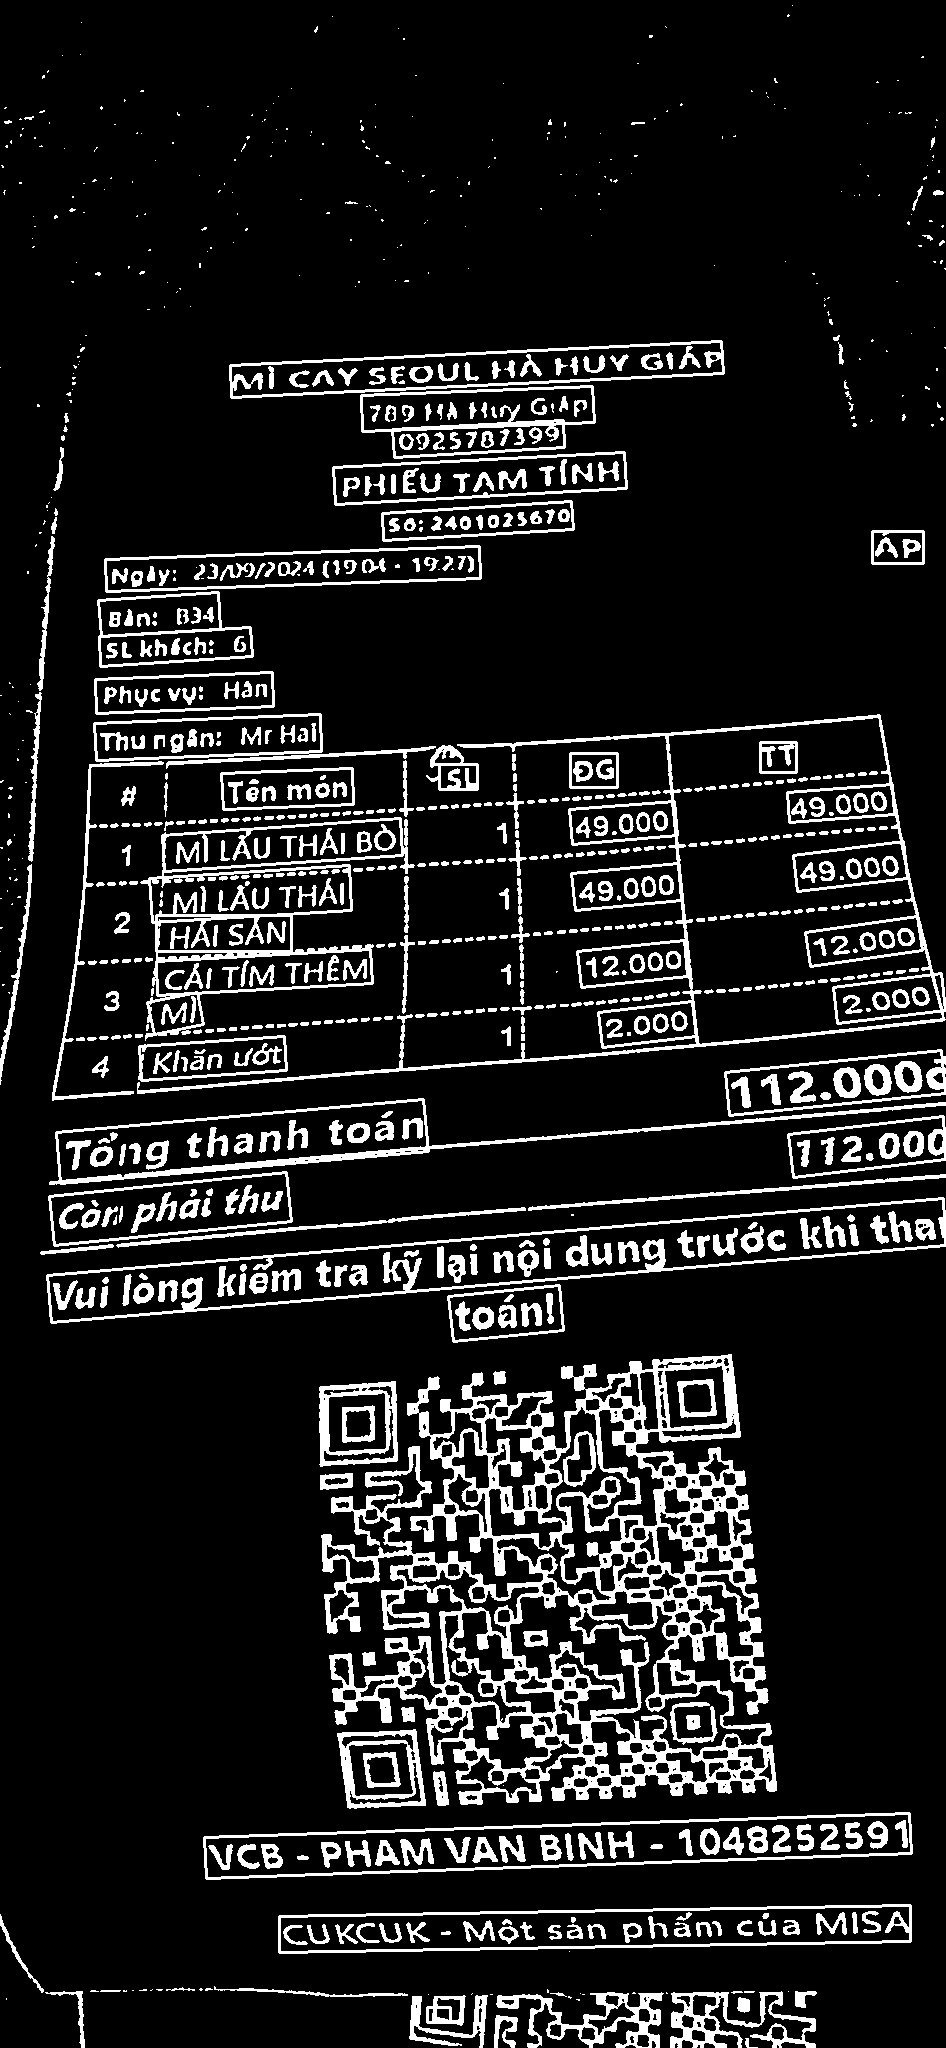 MÌ CAY SEOUL HÀ HUY GIÁP
789 Hà Huy Giáp
0925787399
PHIẾU TẠM TÍNH
Số: 2401025670
ÁP
Ngày: 23/09/2024 (19:04 - 19:27)
Bàn: B34
SL khách: 6
Phục vụ: Hân
Thu ngân: Mr Hai
# Tên món SL ĐG TT
1 MÌ LẨU THÁI BÒ 1 49.000 49.000
2 MÌ LẨU THÁI 1 49.000 49.000
HẢI SẢN
3 CẢI TÍM THÊM 1 12.000 12.000
MÌ
4 Khăn ướt 1 2.000 2.000
Tổng thanh toán 112.000đ
Còn phải thu 112.000
Vui lòng kiểm tra kỹ lại nội dung trước khi
toán!
VCB - PHAM VAN BINH - 1048252591
CUKCUK - Một sản phẩm của MISA